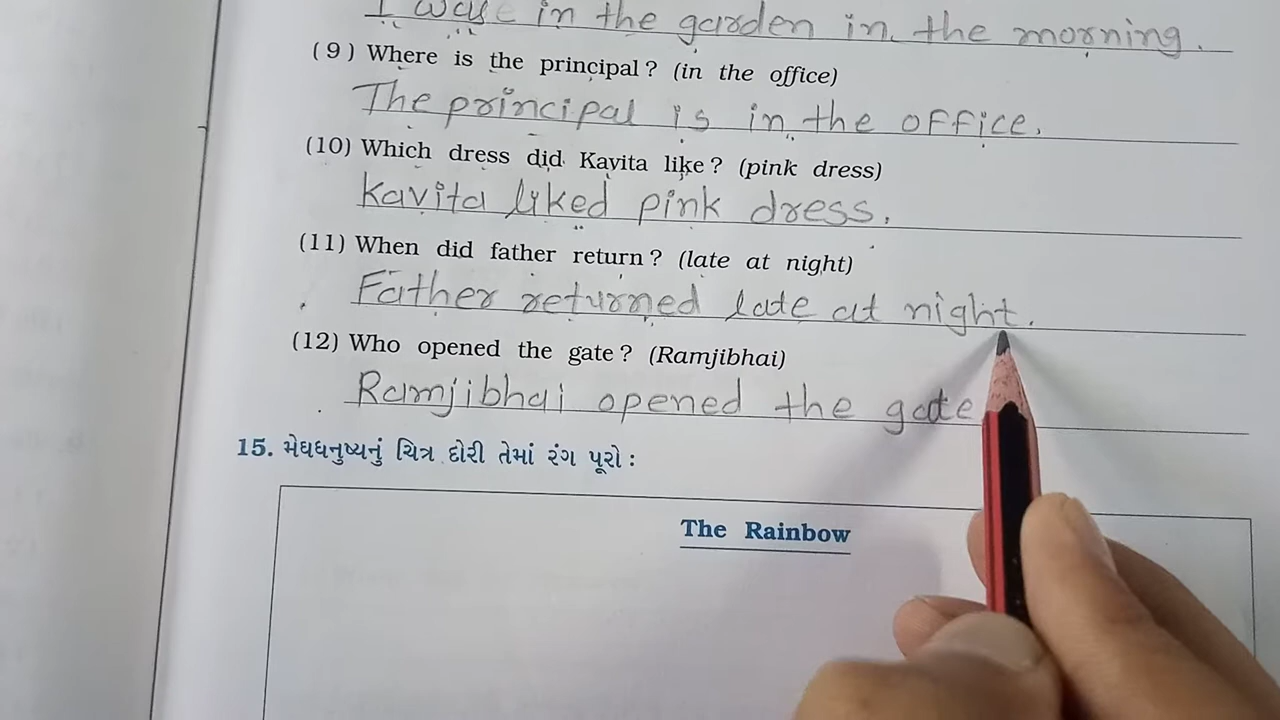 I was in the garden in the morning.
(9) Where is the principal? (in the office)
The principal is in the office.
(10) Which dress did Kavita like? (pink dress)
Kavita liked pink dress.
(11) When did father return? (late at night)
Father returned late at night.
(12) Who opened the gate? (Ramjibhai)
Ramjibhai opened the gate
15. મેઘધનુષ્યનું ચિત્ર દોરી તેમાં રંગ પૂરો :
The Rainbow